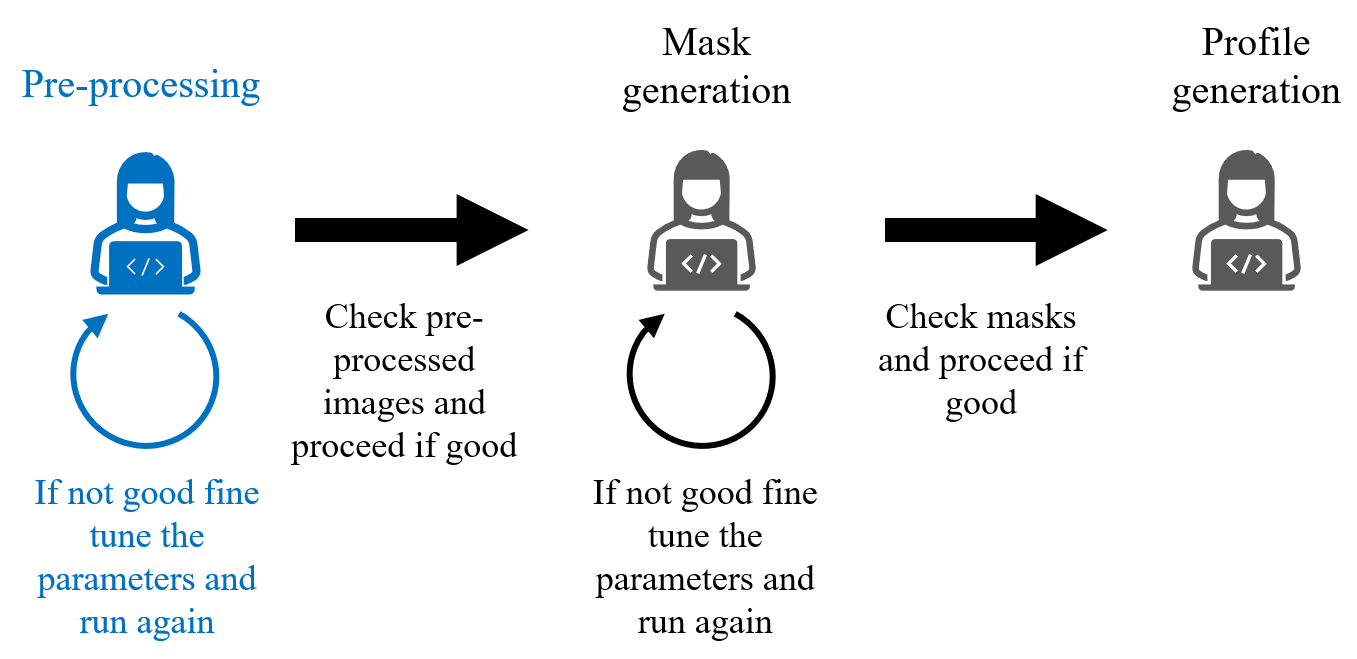 Pre-processing
Mask
generation
Profile
generation
</>
</>
</>
Check pre-
processed
images and
proceed if good
Check masks
and proceed if
good
If not good fine
tune the
parameters and
run again
If not good fine
tune the
parameters and
run again